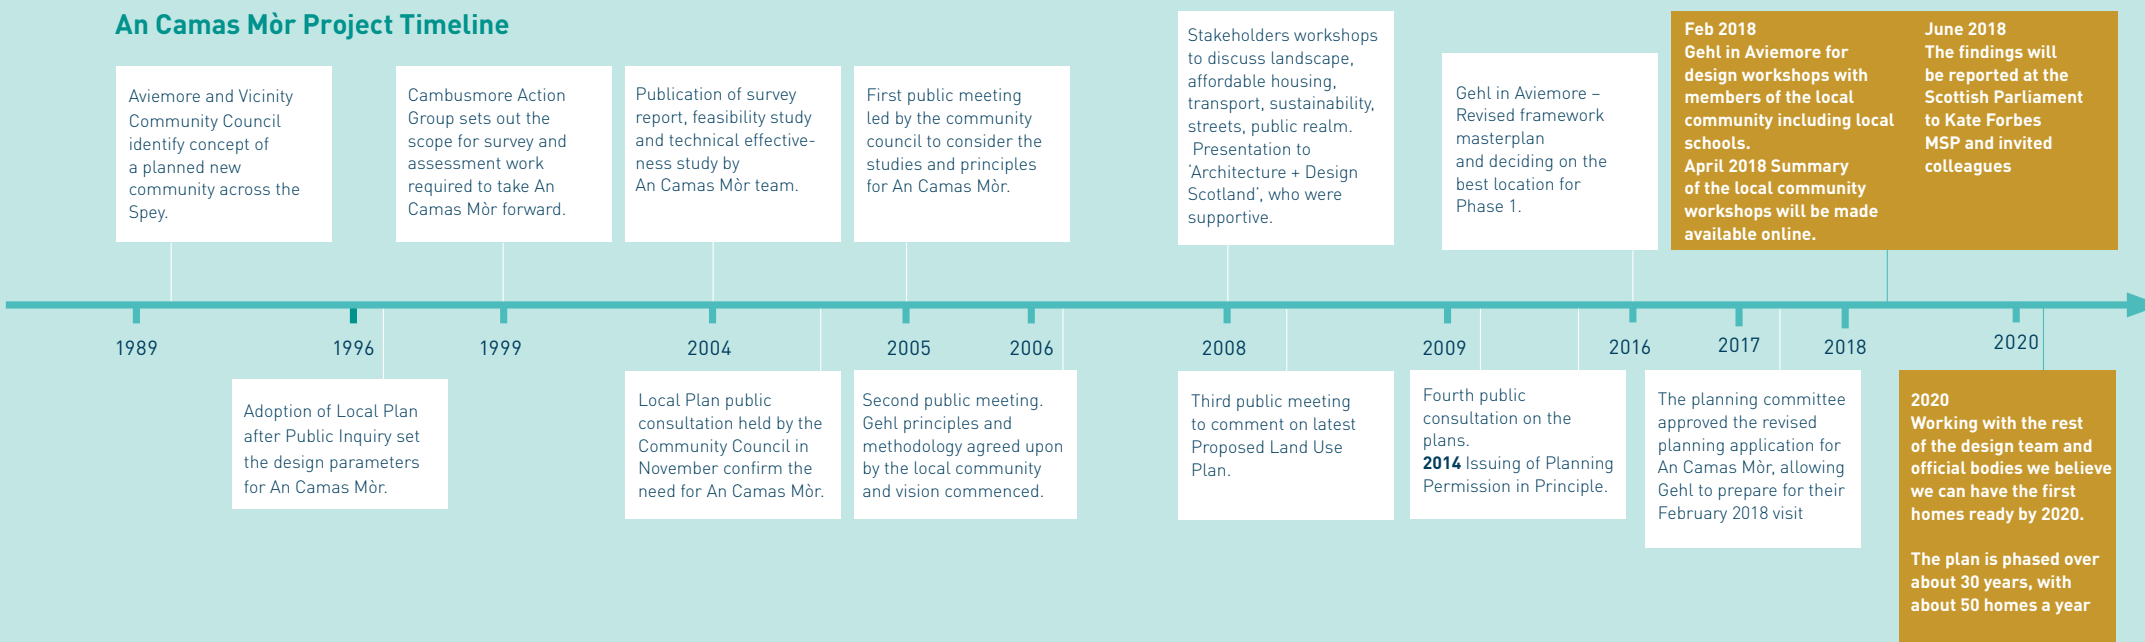 An Camas Mòr Project Timeline
Aviemore and Vicinity
Community Council
identify concept of
a planned new
community across the
Spey.
Cambusmore Action
Group sets out the
scope for survey and
assessment work
required to take An
Camas Mòr forward.
Publication of survey
report, feasibility study
and technical effective-
ness study by
An Camas Mòr team.
First public meeting
led by the community
council to consider the
studies and principles
for An Camas Mòr.
Stakeholders workshops
to discuss landscape,
affordable housing,
transport, sustainability,
streets, public realm.
Presentation to
'Architecture + Design
Scotland', who were
supportive.
Gehl in Aviemore –
Revised framework
masterplan
and deciding on the
best location for
Phase 1.
Feb 2018
Gehl in Aviemore for
design workshops with
members of the local
community including local
schools.
April 2018 Summary
of the local community
workshops will be made
available online.
June 2018
The findings will
be reported at the
Scottish Parliament
to Kate Forbes
MSP and invited
colleagues
1989
1996
1999
2004
2005
2006
2008
2009
2016
2017
2018
2020
Adoption of Local Plan
after Public Inquiry set
the design parameters
for An Camas Mòr.
Local Plan public
consultation held by the
Community Council in
November confirm the
need for An Camas Mòr.
Second public meeting.
Gehl principles and
methodology agreed upon
by the local community
and vision commenced.
Third public meeting
to comment on latest
Proposed Land Use
Plan.
Fourth public
consultation on the
plans.
2014 Issuing of Planning
Permission in Principle.
The planning committee
approved the revised
planning application for
An Camas Mòr, allowing
Gehl to prepare for their
February 2018 visit
2020
Working with the rest
of the design team and
official bodies we believe
we can have the first
homes ready by 2020.
The plan is phased over
about 30 years, with
about 50 homes a year